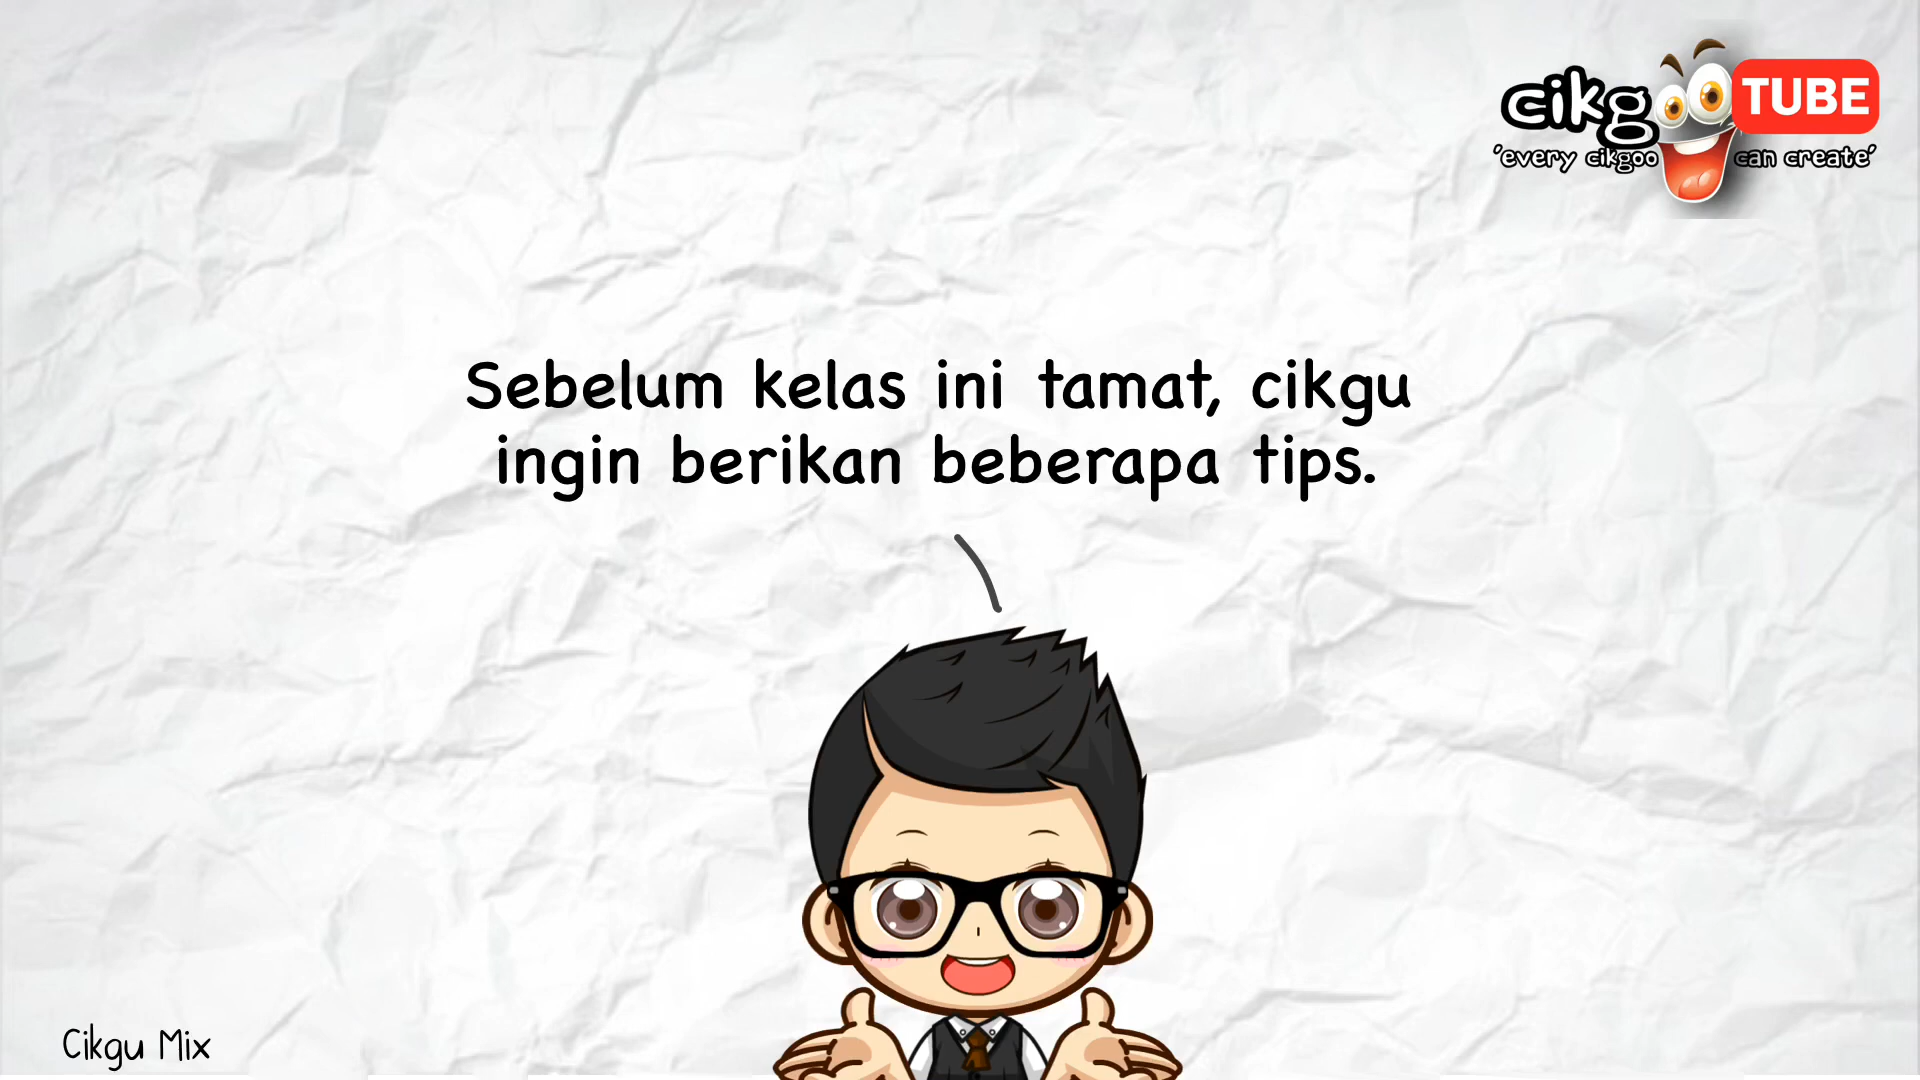 cikgoo TUBE
'every cikgoo can create'
Sebelum kelas ini tamat, cikgu
ingin berikan beberapa tips.
Cikgu Mix